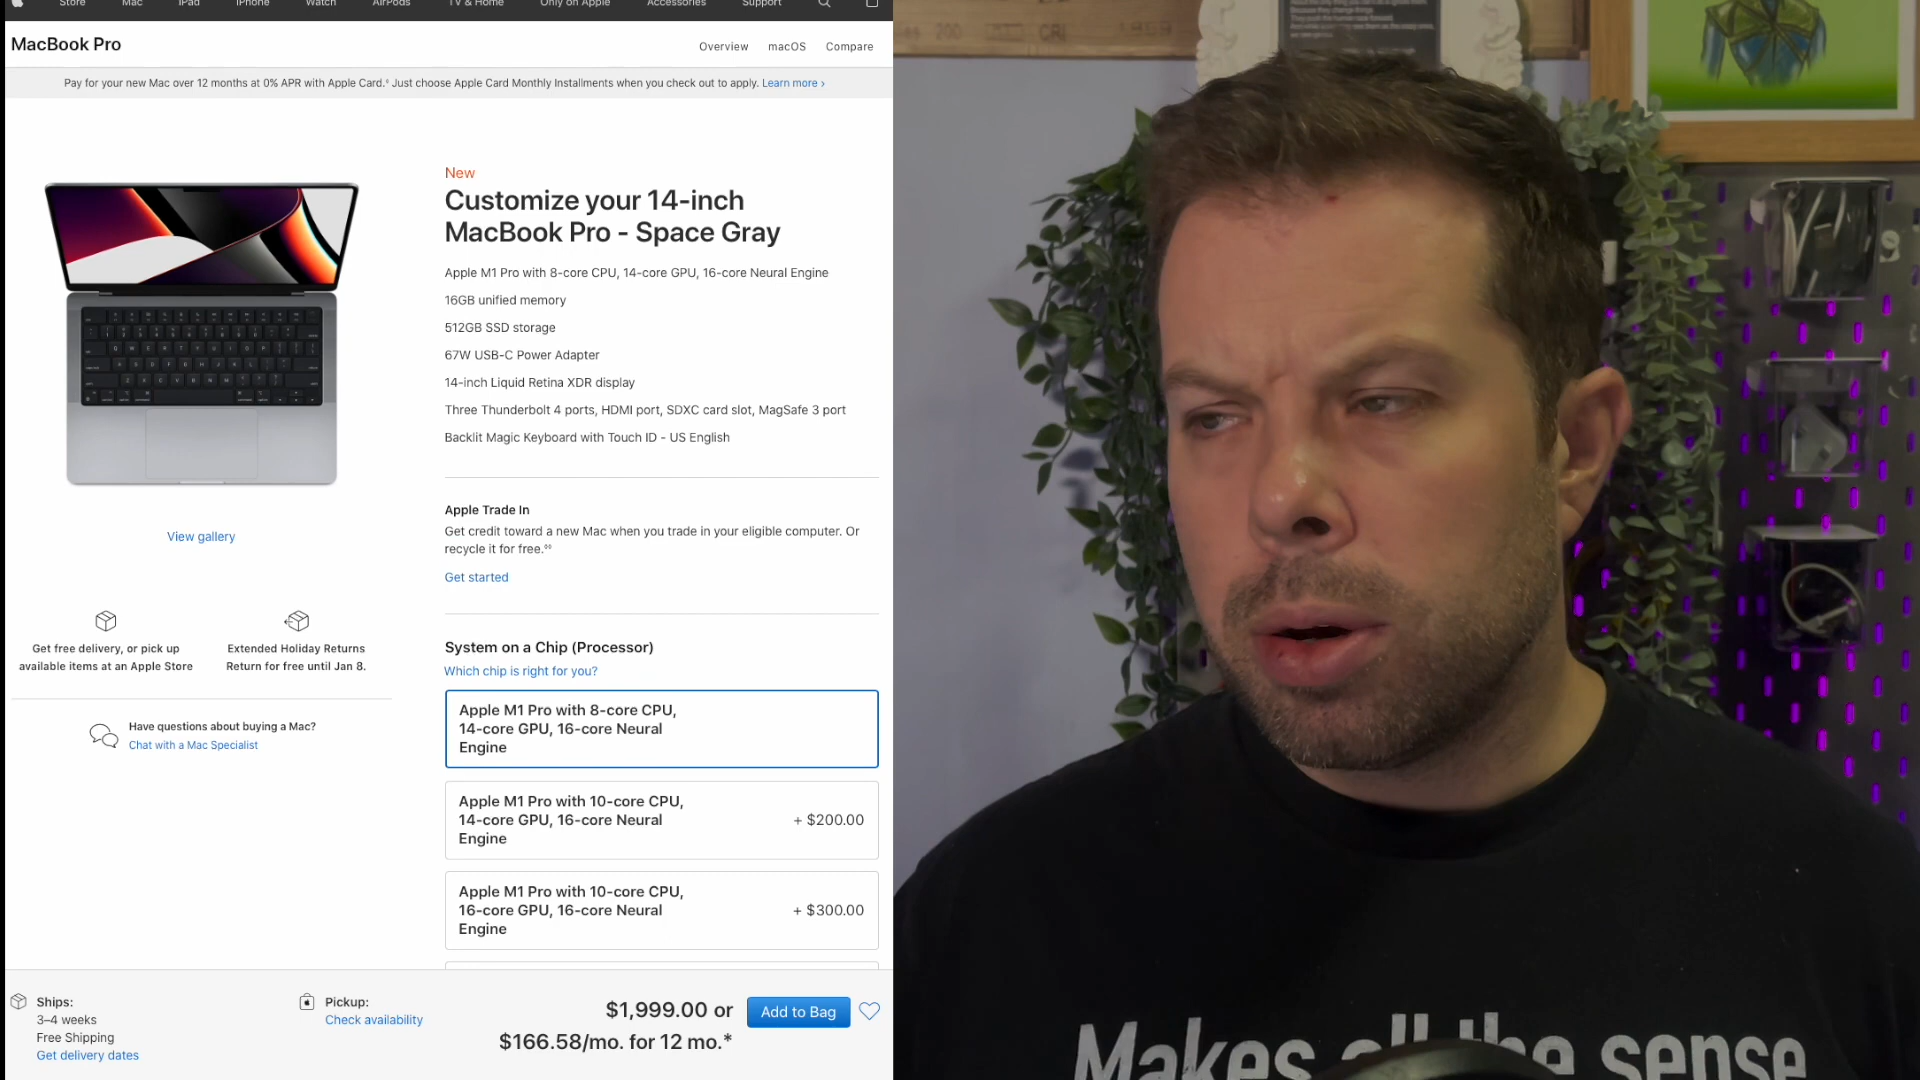 Store Mac iPad iPhone Watch AirPods TV & Home Only on Apple Accessories Support
MacBook Pro
Overview macOS Compare
Pay for your new Mac over 12 months at 0% APR with Apple Card.◊ Just choose Apple Card Monthly Installments when you check out to apply. Learn more ›
New
Customize your 14-inch
MacBook Pro - Space Gray
Apple M1 Pro with 8-core CPU, 14-core GPU, 16-core Neural Engine
16GB unified memory
512GB SSD storage
67W USB-C Power Adapter
14-inch Liquid Retina XDR display
Three Thunderbolt 4 ports, HDMI port, SDXC card slot, MagSafe 3 port
Backlit Magic Keyboard with Touch ID - US English
View gallery
Apple Trade In
Get credit toward a new Mac when you trade in your eligible computer. Or
recycle it for free.◊◊
Get started
Get free delivery, or pick up
available items at an Apple Store
Extended Holiday Returns
Return for free until Jan 8.
Have questions about buying a Mac?
Chat with a Mac Specialist
System on a Chip (Processor)
Which chip is right for you?
Apple M1 Pro with 8-core CPU,
14-core GPU, 16-core Neural
Engine
Apple M1 Pro with 10-core CPU,
14-core GPU, 16-core Neural
Engine
+ $200.00
Apple M1 Pro with 10-core CPU,
16-core GPU, 16-core Neural
Engine
+ $300.00
Ships:
3–4 weeks
Free Shipping
Get delivery dates
Pickup:
Check availability
$1,999.00 or
$166.58/mo. for 12 mo.*
Add to Bag
Makes all the sense